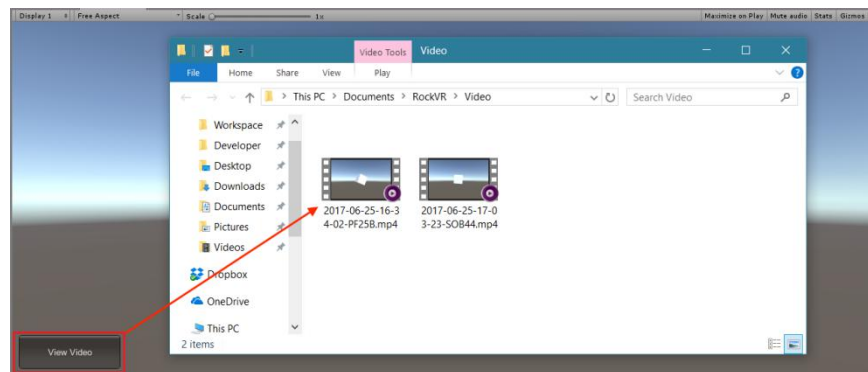 Display 1 Free Aspect Scale 1x Maximize on Play Mute audio Stats Gizmos
Video Tools Video
File Home Share View Play
This PC > Documents > RockVR > Video Search Video
Workspace
Developer
Desktop
Downloads
Documents
Pictures
Videos
Dropbox
OneDrive
This PC
2017-06-25-16-3
4-02-PF25B.mp4
2017-06-25-17-0
3-23-SOB44.mp4
2 items
View Video